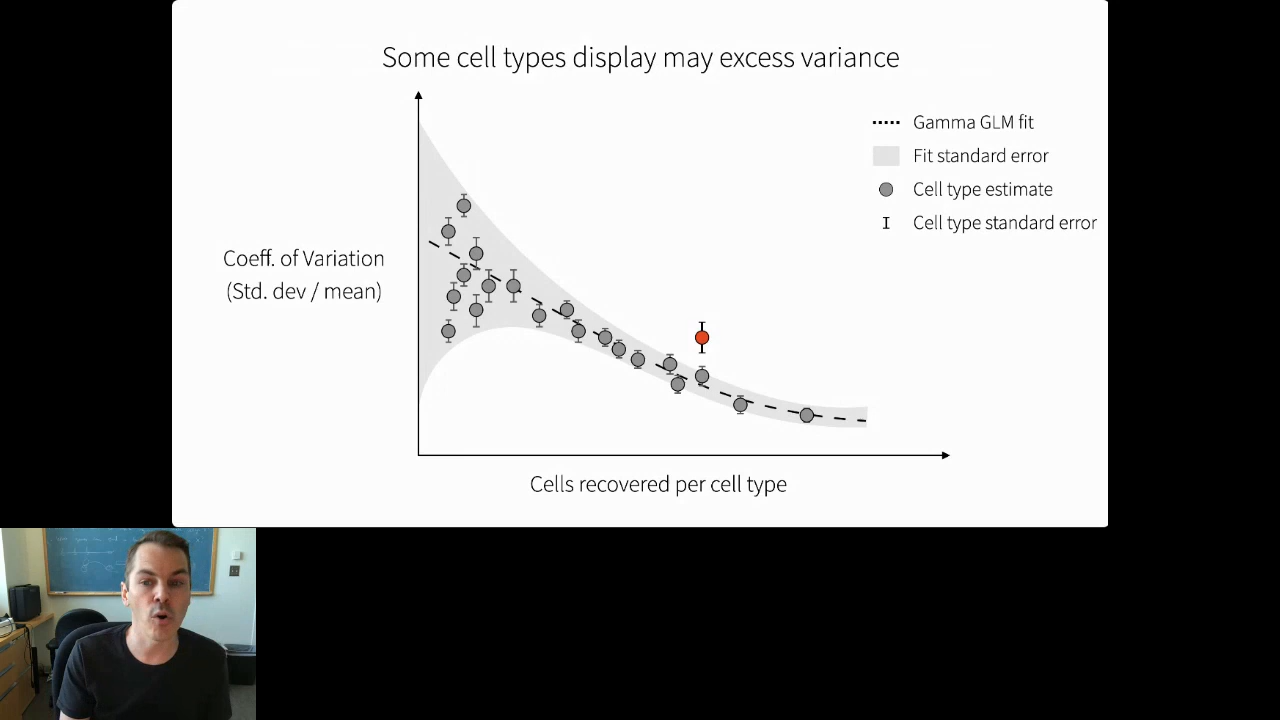 Some cell types display may excess variance
Gamma GLM fit
Fit standard error
Cell type estimate
Cell type standard error
Coeff. of Variation
(Std. dev / mean)
Cells recovered per cell type